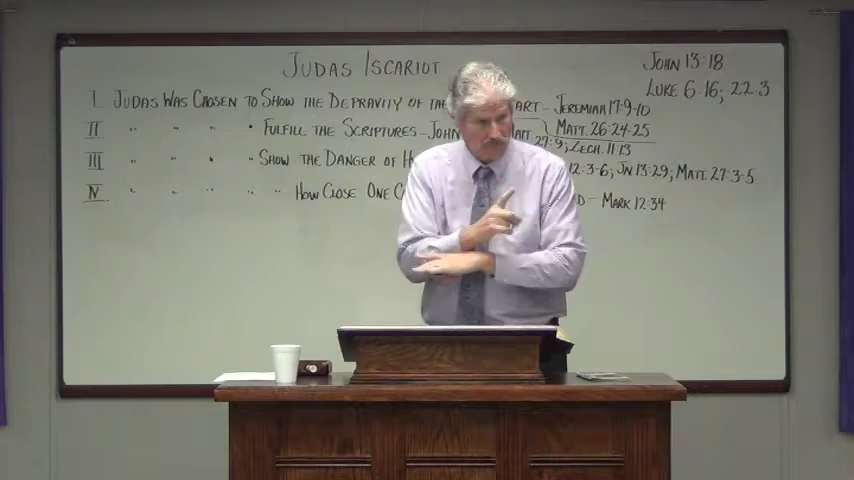 JUDAS ISCARIOT
JOHN 13:18
LUKE 6:16; 22:3
I JUDAS WAS CHOSEN TO SHOW THE DEPRAVITY OF THE ART - JEREMIAH 17:9-10
II " " " " FULFILL THE SCRIPTURES - JOHN MATT. 27:9; ZECH. 11:13 MATT. 26:24-25
III " " " " SHOW THE DANGER OF 12:3-6; JN 13:29; MATT. 27:3-5
IV " " " " " HOW CLOSE ONE D - MARK 12:34